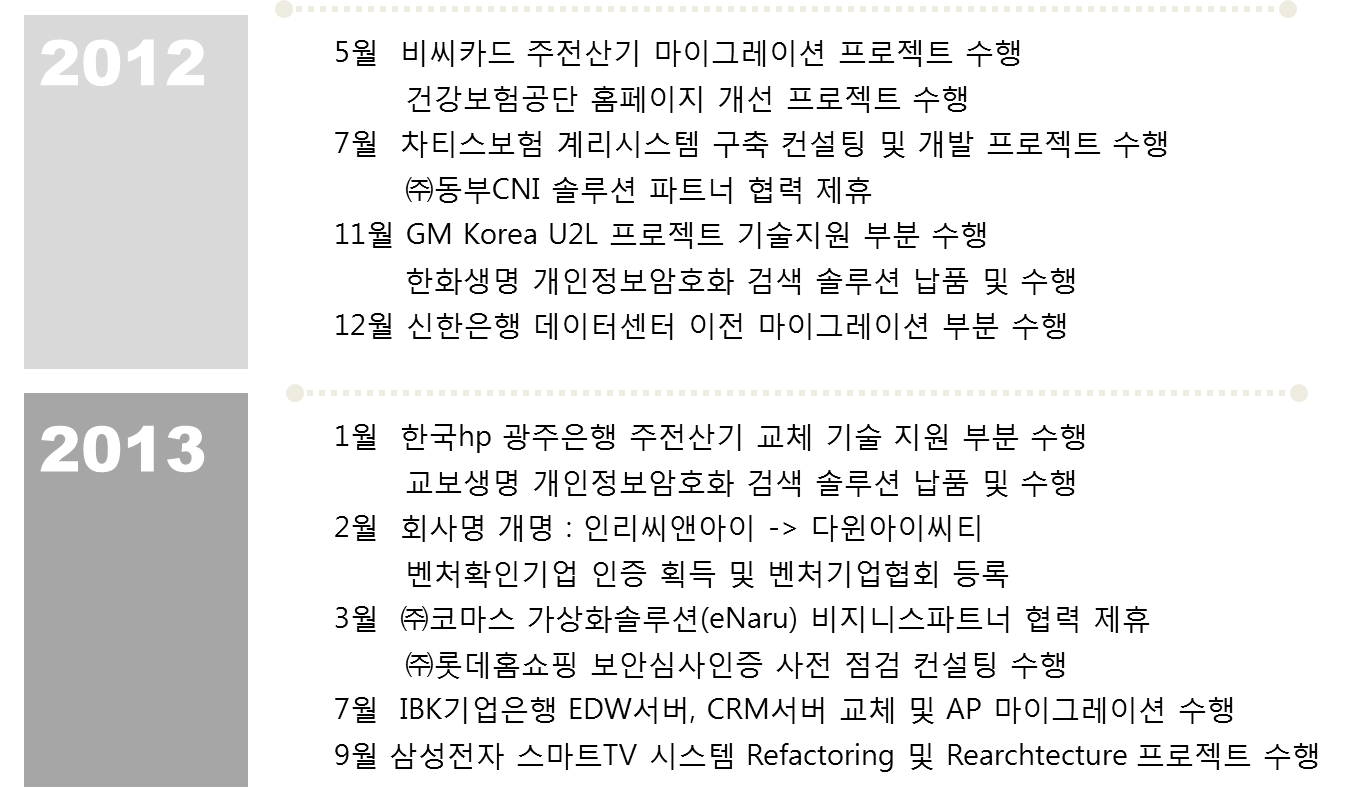 2012
5월 비씨카드 주전산기 마이그레이션 프로젝트 수행
건강보험공단 홈페이지 개선 프로젝트 수행
7월 차티스보험 계리시스템 구축 컨설팅 및 개발 프로젝트 수행
㈜동부CNI 솔루션 파트너 협력 제휴
11월 GM Korea U2L 프로젝트 기술지원 부분 수행
한화생명 개인정보암호화 검색 솔루션 납품 및 수행
12월 신한은행 데이터센터 이전 마이그레이션 부분 수행
2013
1월 한국hp 광주은행 주전산기 교체 기술 지원 부분 수행
교보생명 개인정보암호화 검색 솔루션 납품 및 수행
2월 회사명 개명 : 인리씨앤아이 -> 다윈아이씨티
벤처확인기업 인증 획득 및 벤처기업협회 등록
3월 ㈜코마스 가상화솔루션(eNaru) 비지니스파트너 협력 제휴
㈜롯데홈쇼핑 보안심사인증 사전 점검 컨설팅 수행
7월 IBK기업은행 EDW서버, CRM서버 교체 및 AP 마이그레이션 수행
9월 삼성전자 스마트TV 시스템 Refactoring 및 Rearchtecture 프로젝트 수행